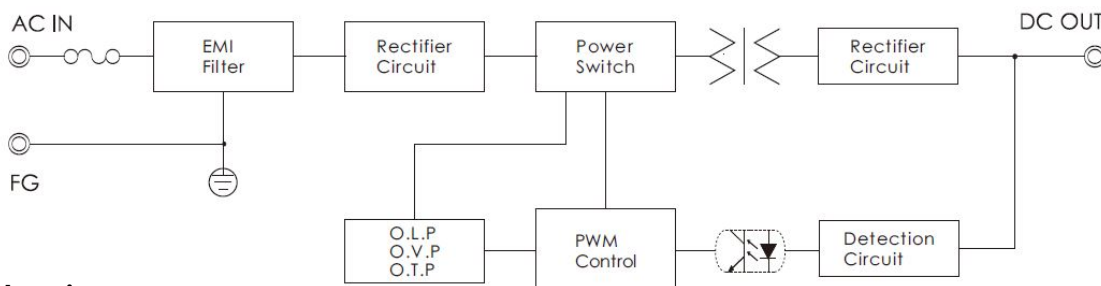 AC IN
DC OUT
EMI
Filter
Rectifier
Circuit
Power
Switch
Rectifier
Circuit
FG
O.L.P
O.V.P
O.T.P
PWM
Control
Detection
Circuit